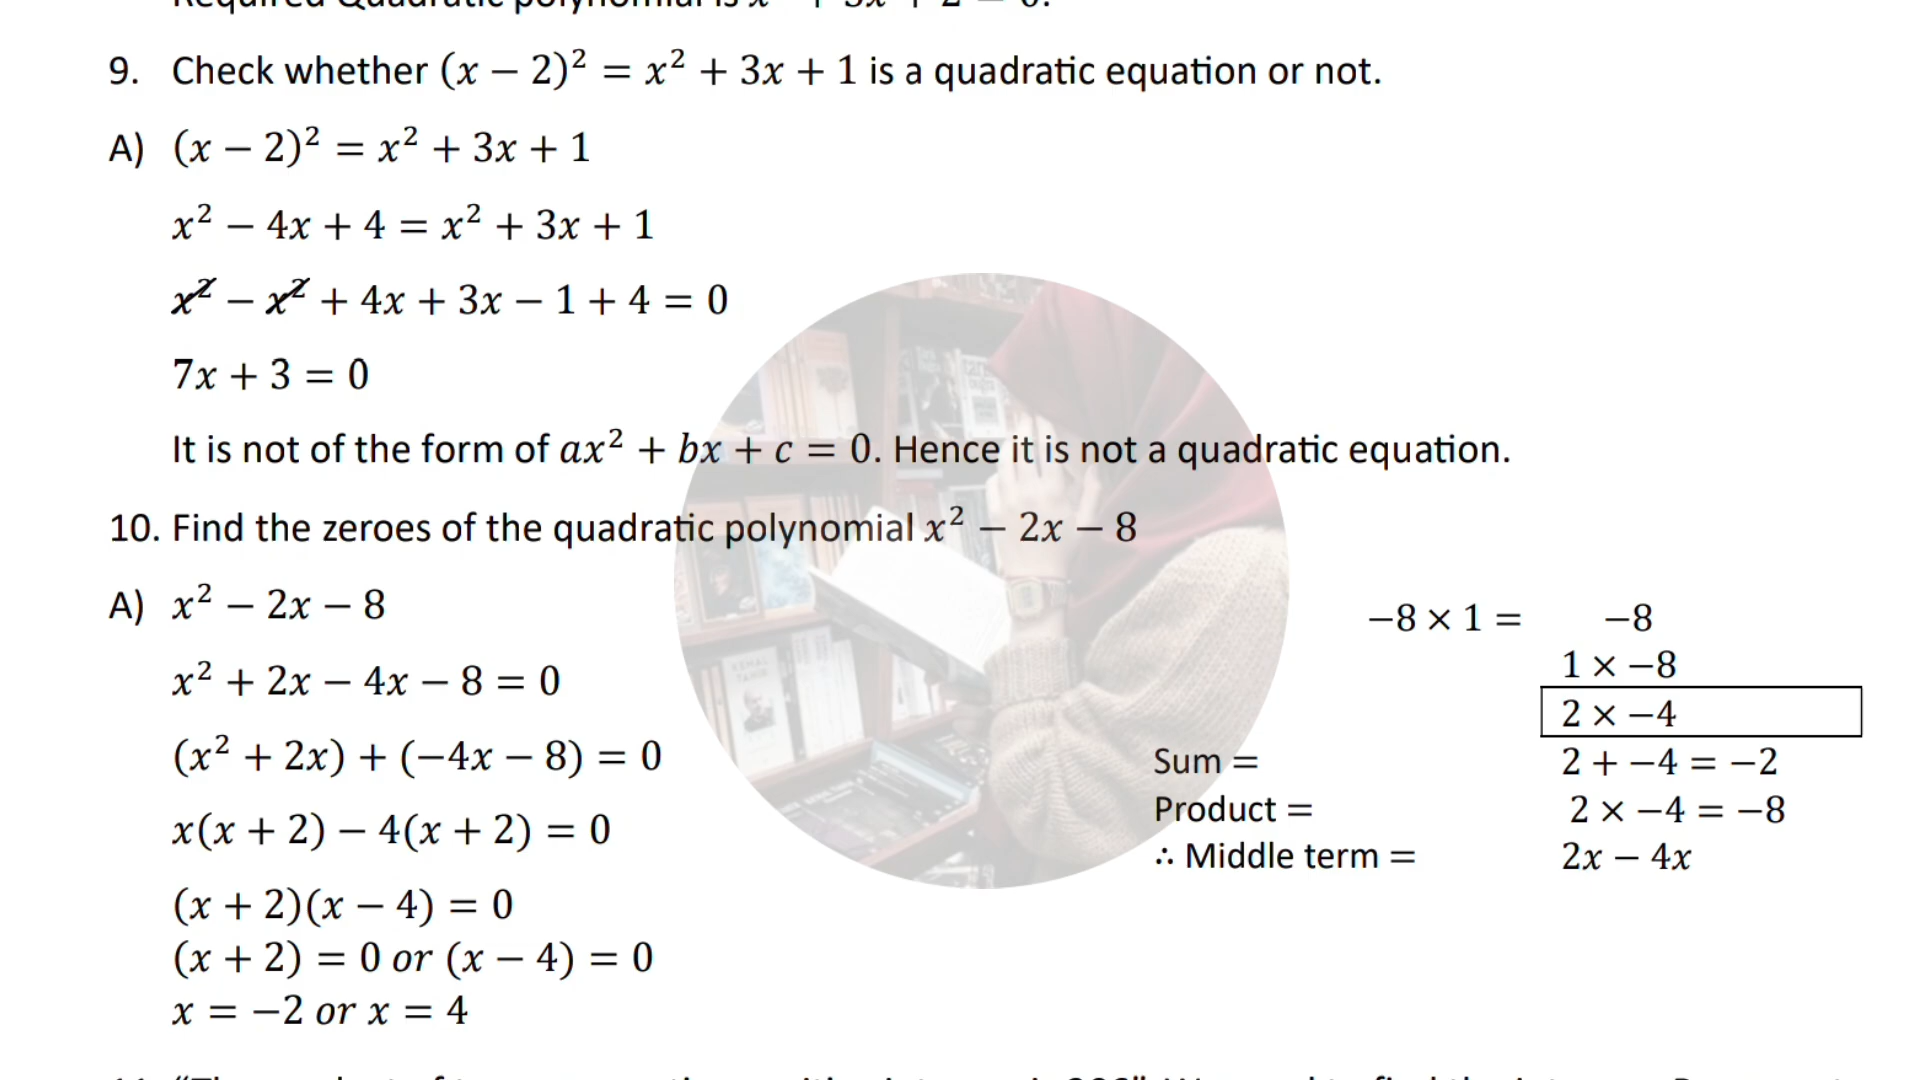 9. Check whether (x − 2)² = x² + 3x + 1 is a quadratic equation or not.
A) (x − 2)² = x² + 3x + 1
x² − 4x + 4 = x² + 3x + 1
x² − x² + 4x + 3x − 1 + 4 = 0
7x + 3 = 0
It is not of the form of ax² + bx + c = 0. Hence it is not a quadratic equation.
10. Find the zeroes of the quadratic polynomial x² − 2x − 8
A) x² − 2x − 8
x² + 2x − 4x − 8 = 0
(x² + 2x) + (−4x − 8) = 0
x(x + 2) − 4(x + 2) = 0
(x + 2)(x − 4) = 0
(x + 2) = 0 or (x − 4) = 0
x = −2 or x = 4
−8 × 1 = −8
1 × −8
2 × −4
Sum = 2 + −4 = −2
Product = 2 × −4 = −8
∴ Middle term = 2x − 4x